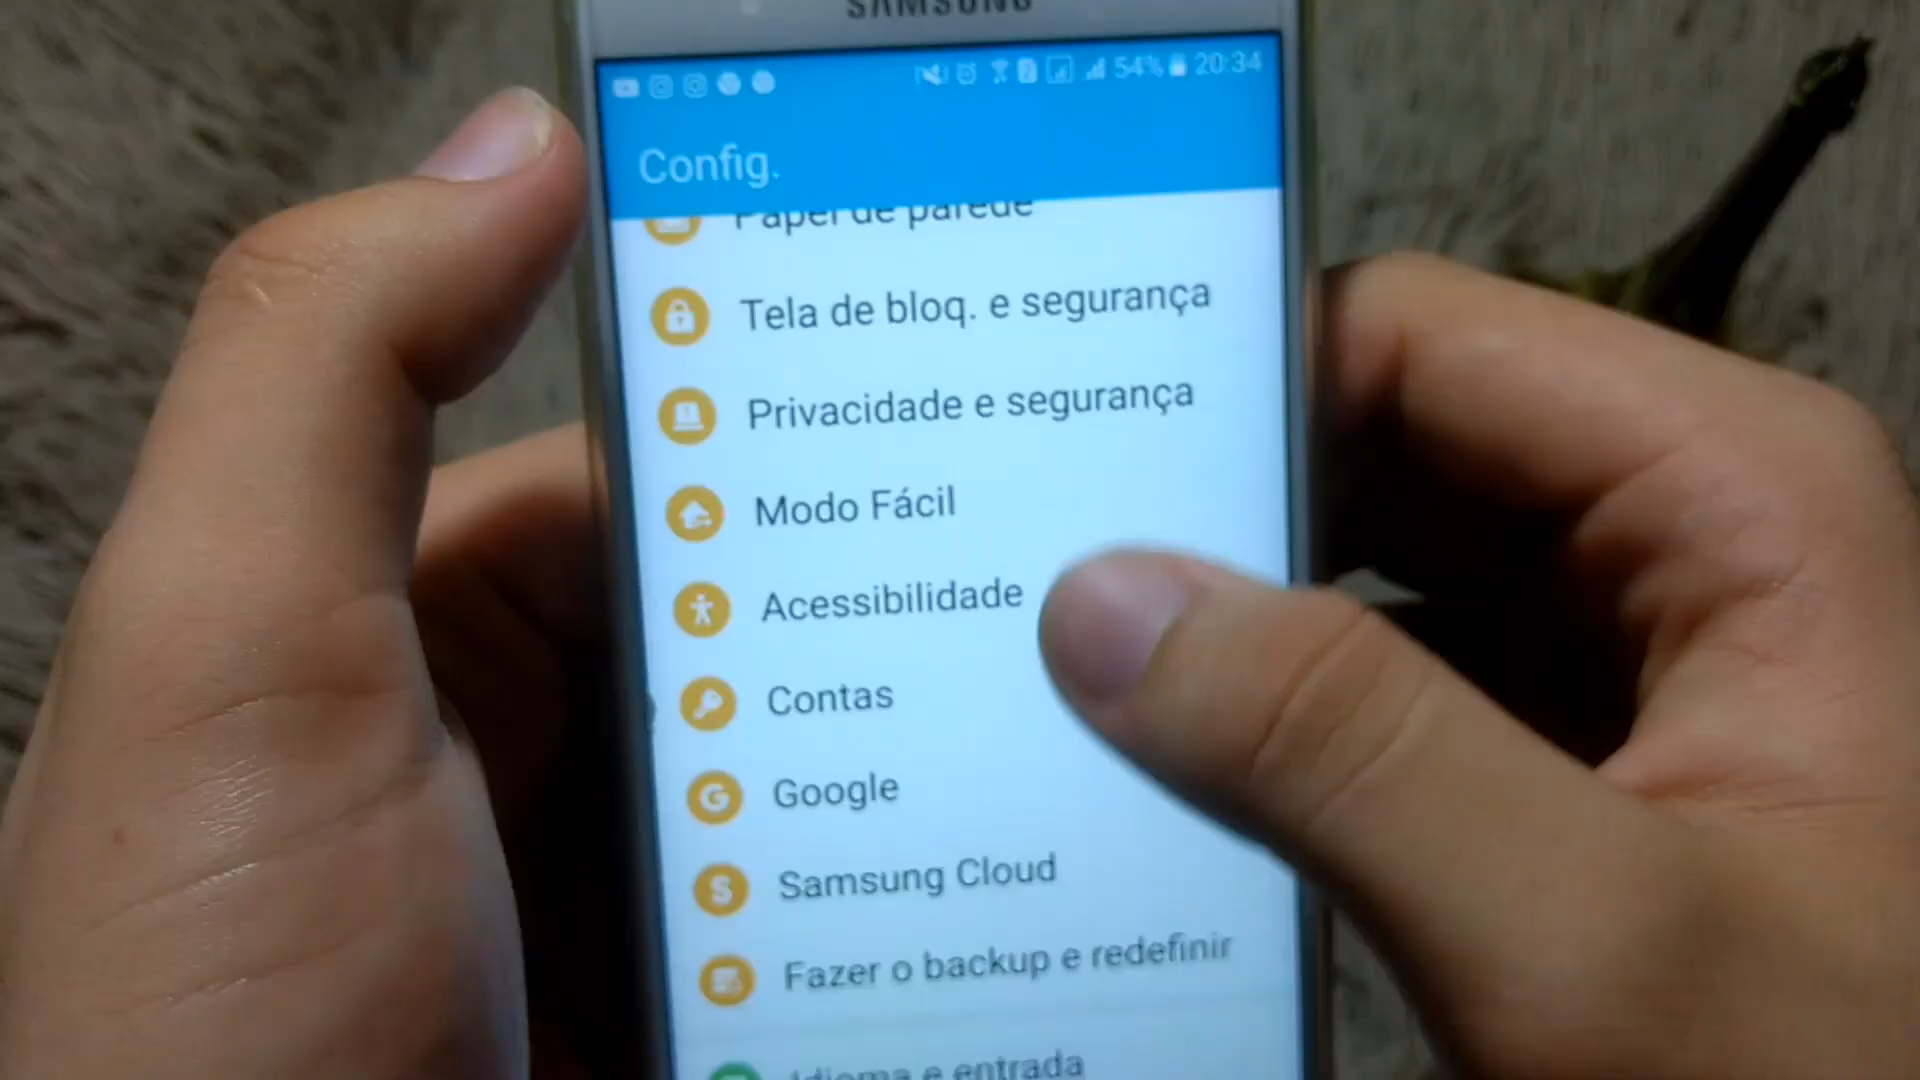 SAMSUNG
54% 20:34
Config.
Papel de parede
Tela de bloq. e segurança
Privacidade e segurança
Modo Fácil
Acessibilidade
Contas
Google
Samsung Cloud
Fazer o backup e redefinir
Idioma e entrada